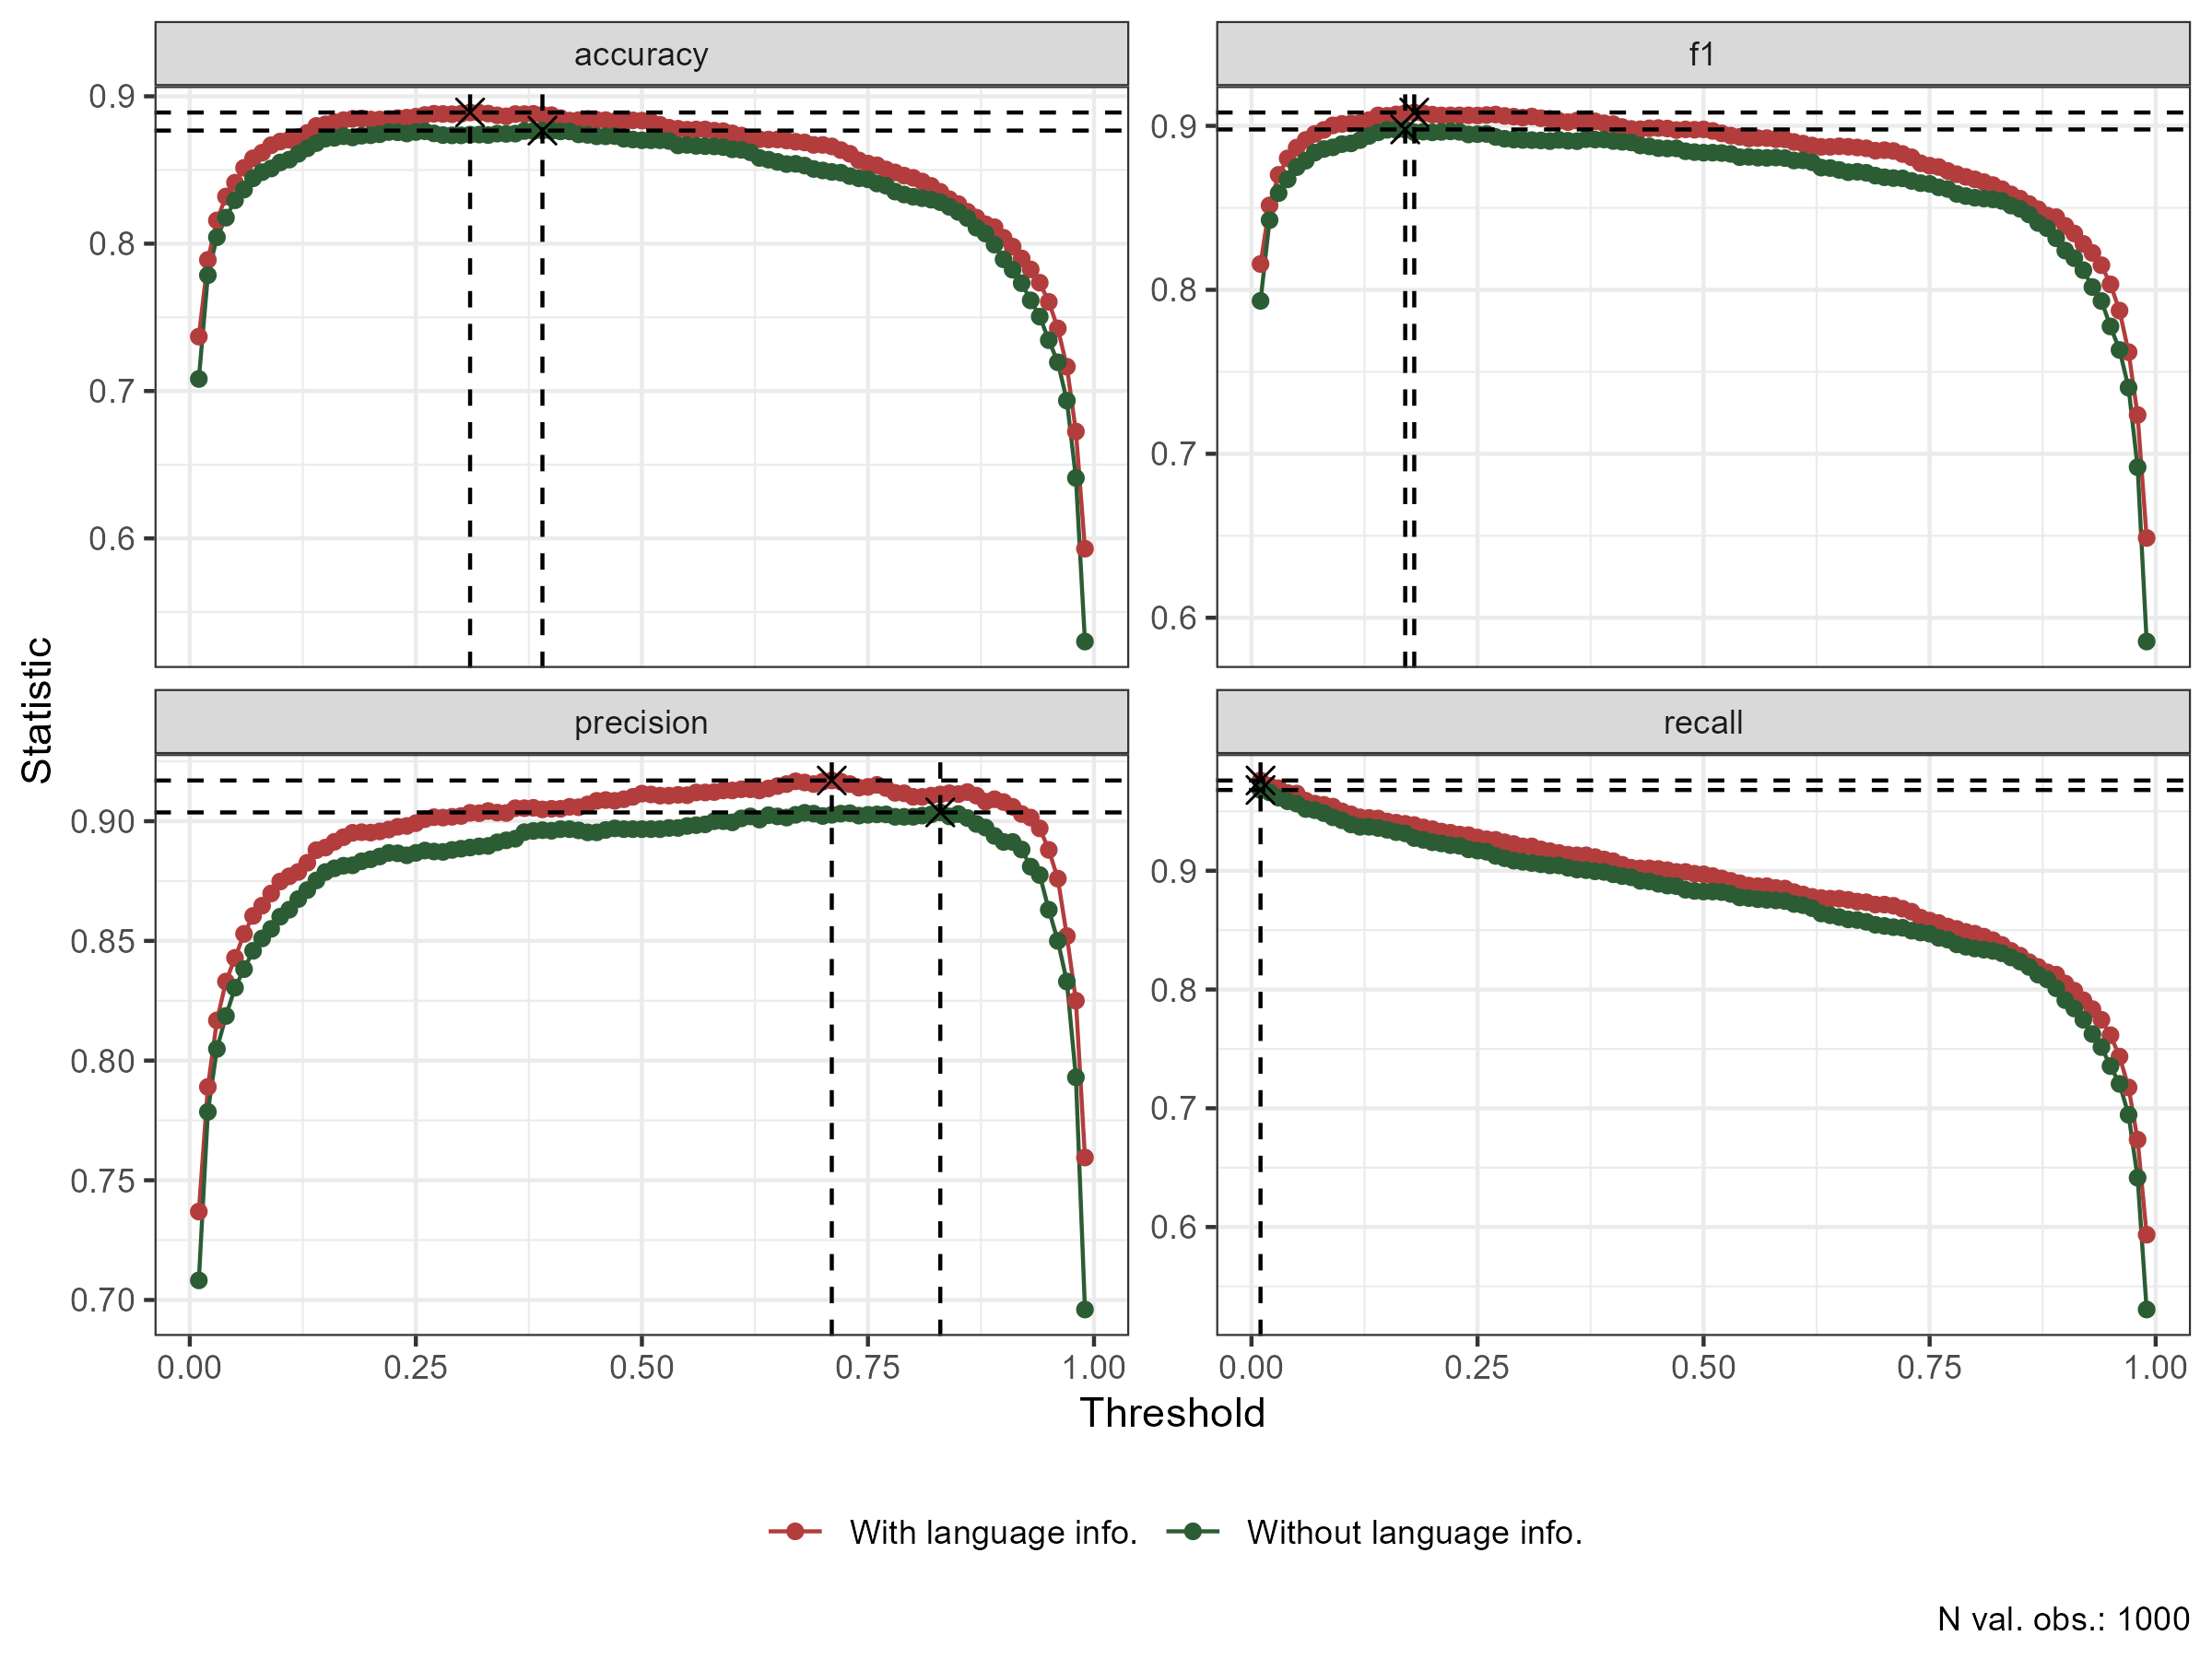 accuracy
f1
0.9
0.8
0.7
0.6
0.9
0.8
0.7
0.6
Statistic
precision
recall
0.90
0.85
0.80
0.75
0.70
0.9
0.8
0.7
0.6
0.00 0.25 0.50 0.75 1.00
0.00 0.25 0.50 0.75 1.00
Threshold
With language info. Without language info.
N val. obs.: 1000